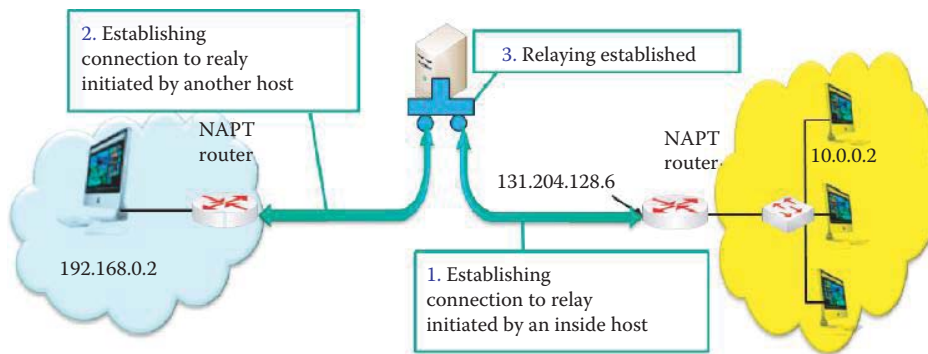 2. Establishing
connection to realy
initiated by another host
3. Relaying established
NAPT
router
NAPT
router
10.0.0.2
131.204.128.6
192.168.0.2
1. Establishing
connection to relay
initiated by an inside host